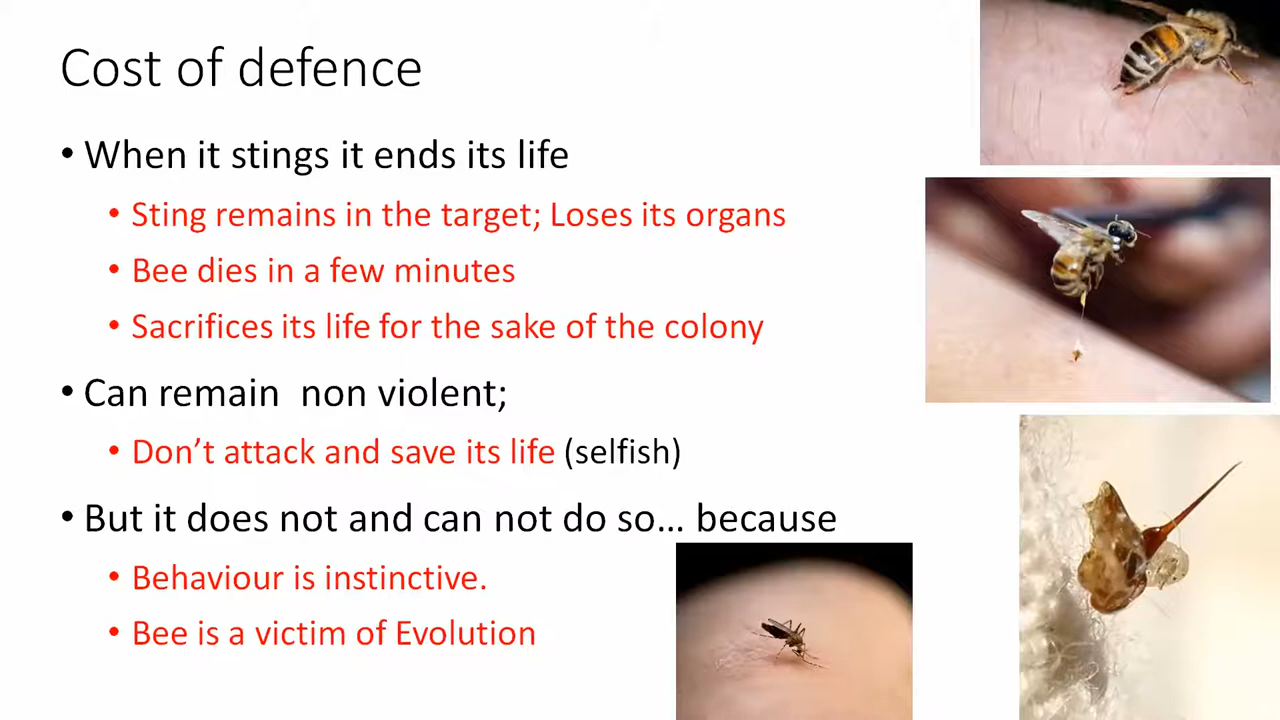 Cost of defence
• When it stings it ends its life
• Sting remains in the target; Loses its organs
• Bee dies in a few minutes
• Sacrifices its life for the sake of the colony
• Can remain  non violent;
• Don’t attack and save its life (selfish)
• But it does not and can not do so... because
• Behaviour is instinctive.
• Bee is a victim of Evolution